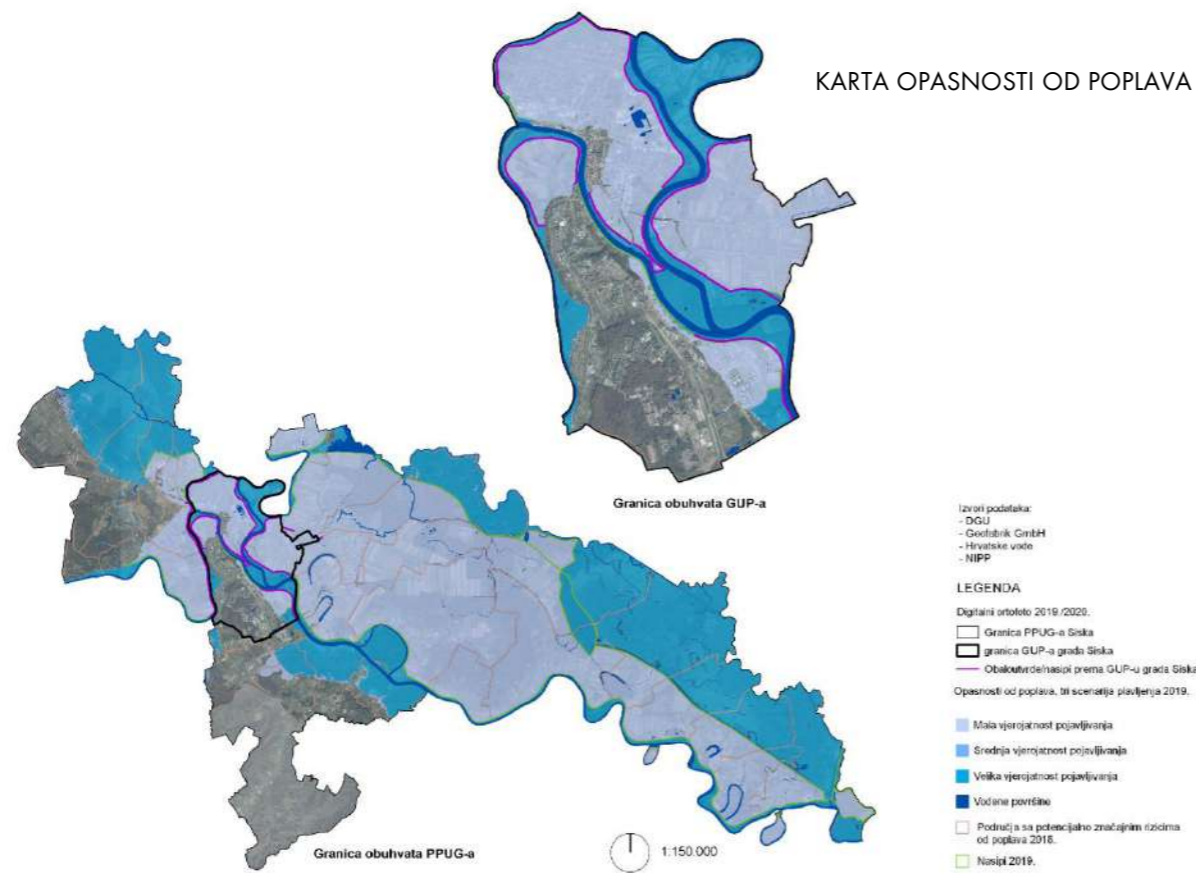 KARTA OPASNOSTI OD POPLAVA
Granica obuhvata GUP-a
Izvori podataka:
- DGU
- Geofabrik GmbH
- Hrvatske vode
- NIPP
LEGENDA
Digitalni ortofoto 2019./2020.
Granica PPUG-a Siska
granica GUP-a grada Siska
Obaloutvrde/nasipi prema GUP-u grada Siska
Opasnosti od poplava, tri scenarija plavljenja 2019.
Mala vjerojatnost pojavljivanja
Srednja vjerojatnost pojavljivanja
Velika vjerojatnost pojavljivanja
Vodene površine
Područja sa potencijalno značajnim rizicima
od poplava 2018.
Nasipi 2019.
Granica obuhvata PPUG-a
1:150.000